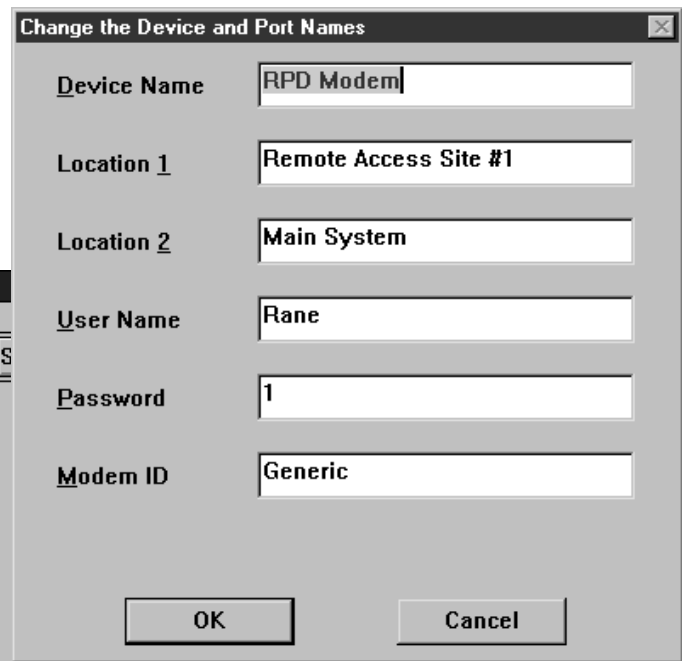 Change the Device and Port Names
Device Name RPD Modem
Location 1 Remote Access Site #1
Location 2 Main System
User Name Rane
S
Password 1
Modem ID Generic
OK Cancel